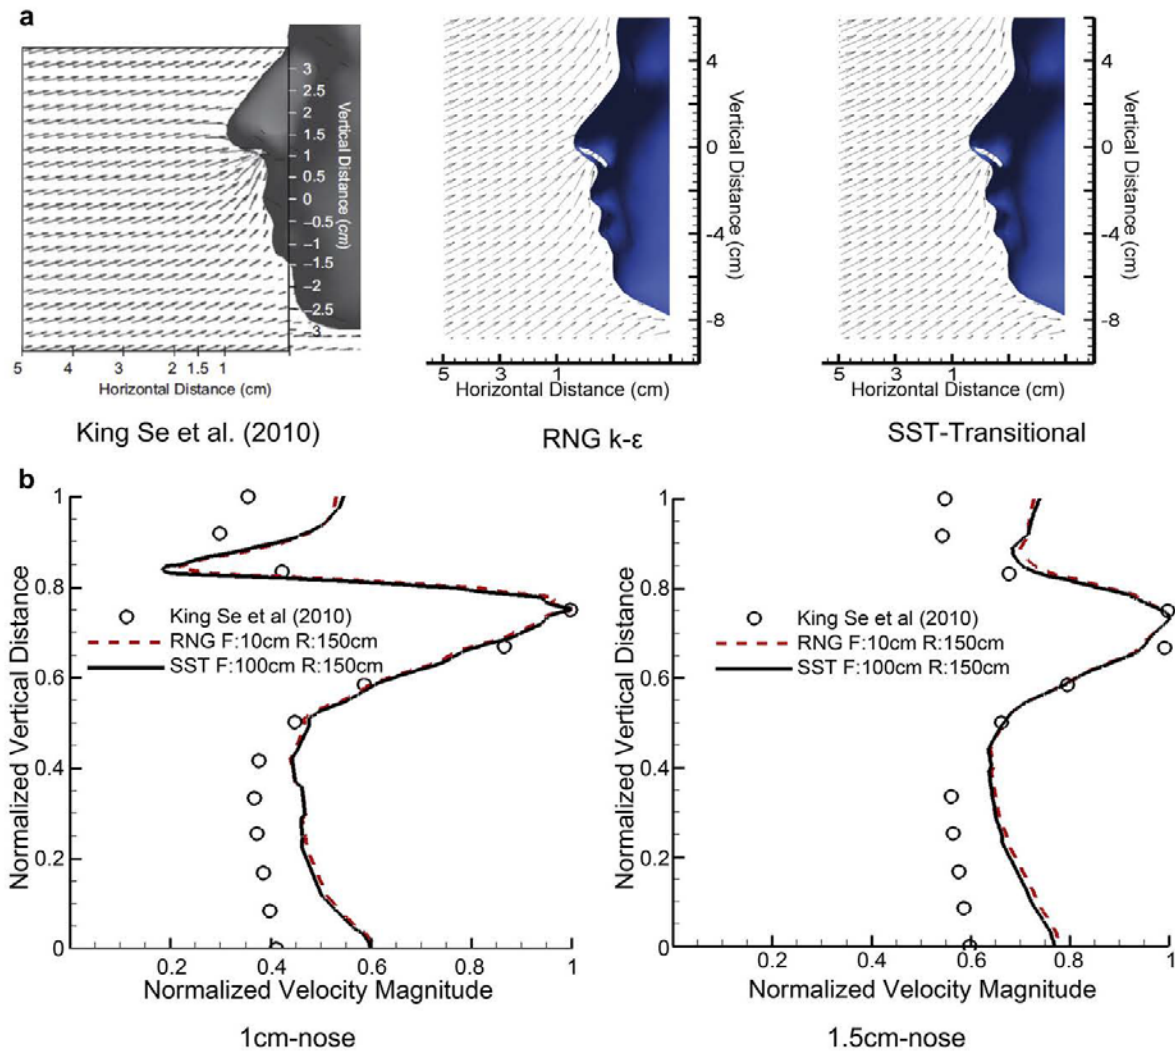 a
3
2.5
2
1.5
1
0.5
0
-0.5
-1
-1.5
-2
-2.5
-3
Vertical Distance (cm)
5 4 3 2 1.5 1
Horizontal Distance (cm)
King Se et al. (2010)
4
0
-4
-8
Vertical Distance (cm)
5 3 1
Horizontal Distance (cm)
RNG k-ε
4
0
-4
-8
Vertical Distance (cm)
5 3 1
Horizontal Distance (cm)
SST-Transitional
b
1
0.8
0.6
0.4
0.2
0
Normalized Vertical Distance
King Se et al (2010)
RNG F:10cm R:150cm
SST F:100cm R:150cm
0.2 0.4 0.6 0.8 1
Normalized Velocity Magnitude
1cm-nose
1
0.8
0.6
0.4
0.2
0
Normalized Vertical Distance
King Se et al (2010)
RNG F:10cm R:150cm
SST F:100cm R:150cm
0.2 0.4 0.6 0.8 1
Normalized Velocity Magnitude
1.5cm-nose